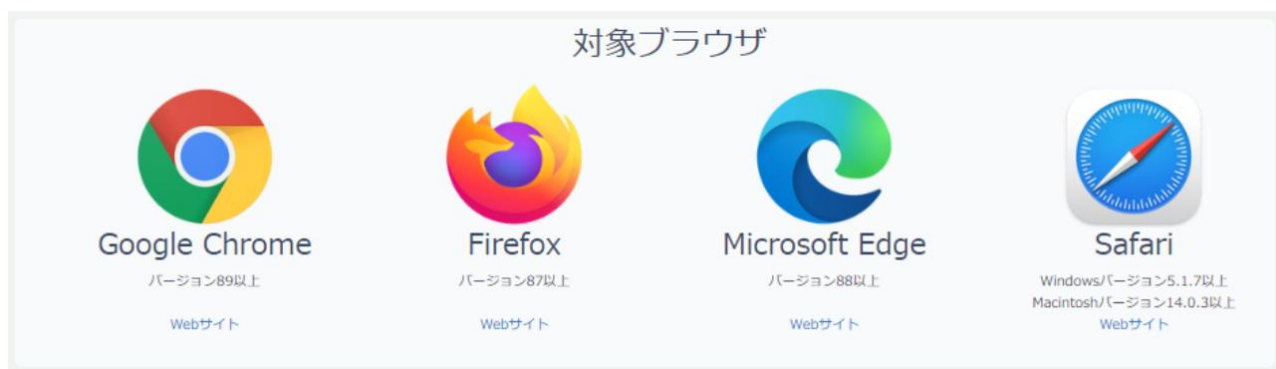 対象ブラウザ
Google Chrome
バージョン89以上
Webサイト
Firefox
バージョン87以上
Webサイト
Microsoft Edge
バージョン88以上
Webサイト
Safari
Windowsバージョン5.1.7以上
Macintoshバージョン14.0.3以上
Webサイト